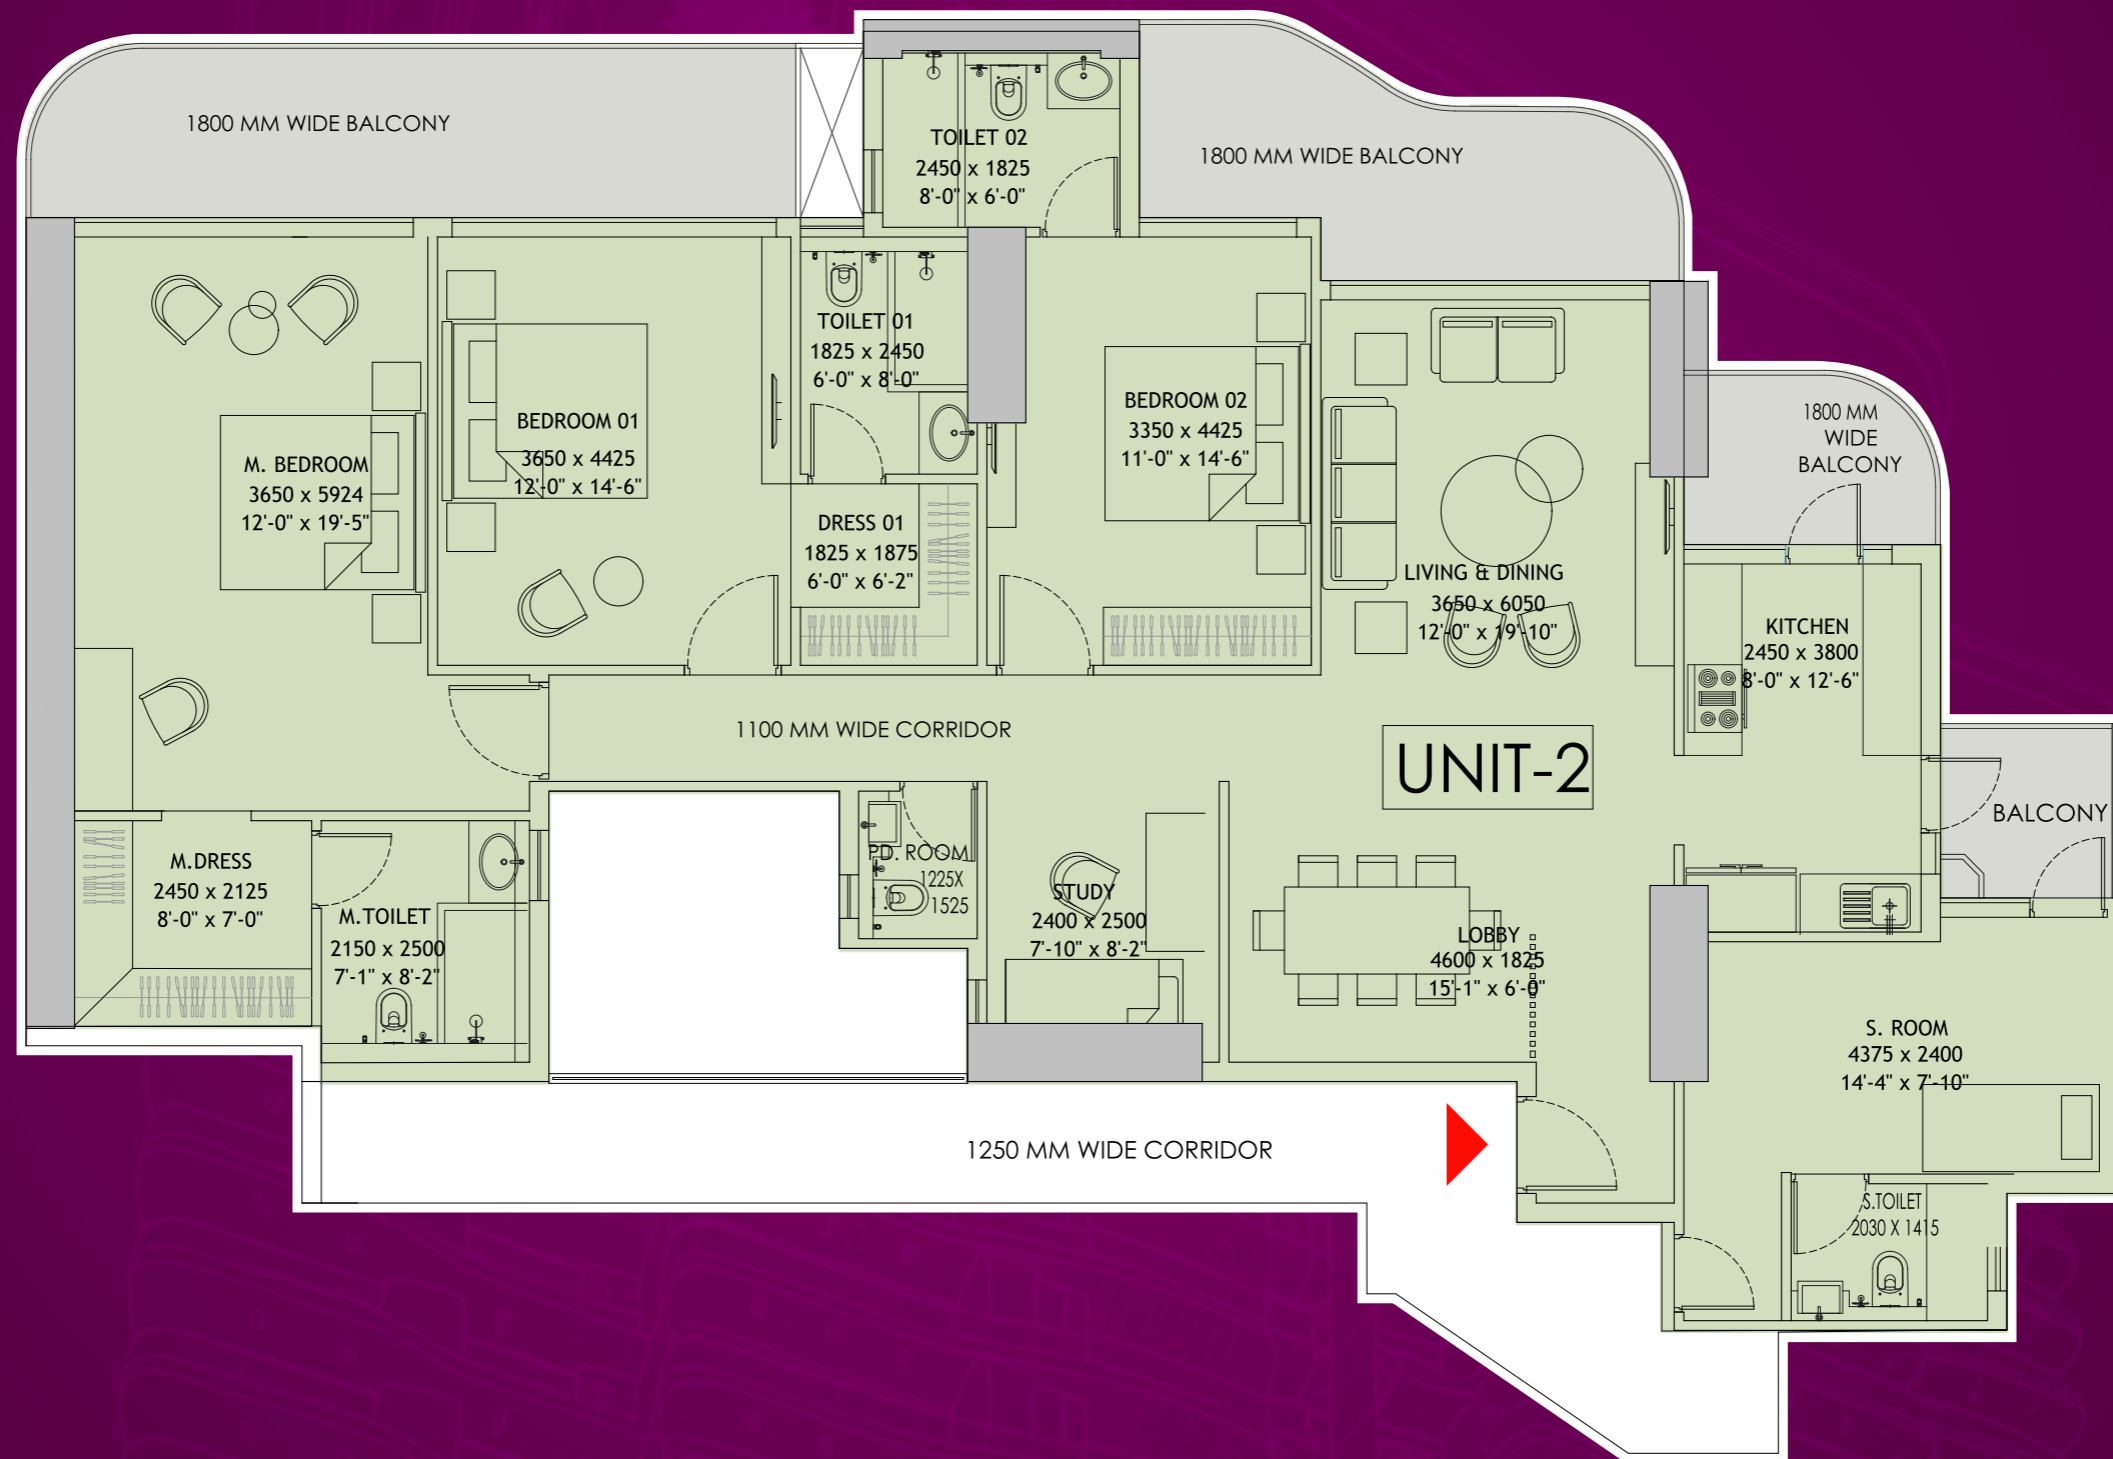 1800 MM WIDE BALCONY
TOILET 02
2450 x 1825
8'-0" x 6'-0"
1800 MM WIDE BALCONY
TOILET 01
1825 x 2450
6'-0" x 8'-0"
M. BEDROOM
3650 x 5924
12'-0" x 19'-5"
BEDROOM 01
3650 x 4425
12'-0" x 14'-6"
DRESS 01
1825 x 1875
6'-0" x 6'-2"
BEDROOM 02
3350 x 4425
11'-0" x 14'-6"
LIVING & DINING
3650 x 6050
12'-0" x 19'-10"
1800 MM
WIDE
BALCONY
KITCHEN
2450 x 3800
8'-0" x 12'-6"
1100 MM WIDE CORRIDOR
UNIT-2
BALCONY
M.DRESS
2450 x 2125
8'-0" x 7'-0"
M.TOILET
2150 x 2500
7'-1" x 8'-2"
PD. ROOM
1225X
1525
STUDY
2400 x 2500
7'-10" x 8'-2"
LOBBY
4600 x 1825
15'-1" x 6'-0"
S. ROOM
4375 x 2400
14'-4" x 7'-10"
1250 MM WIDE CORRIDOR
S.TOILET
2030 X 1415